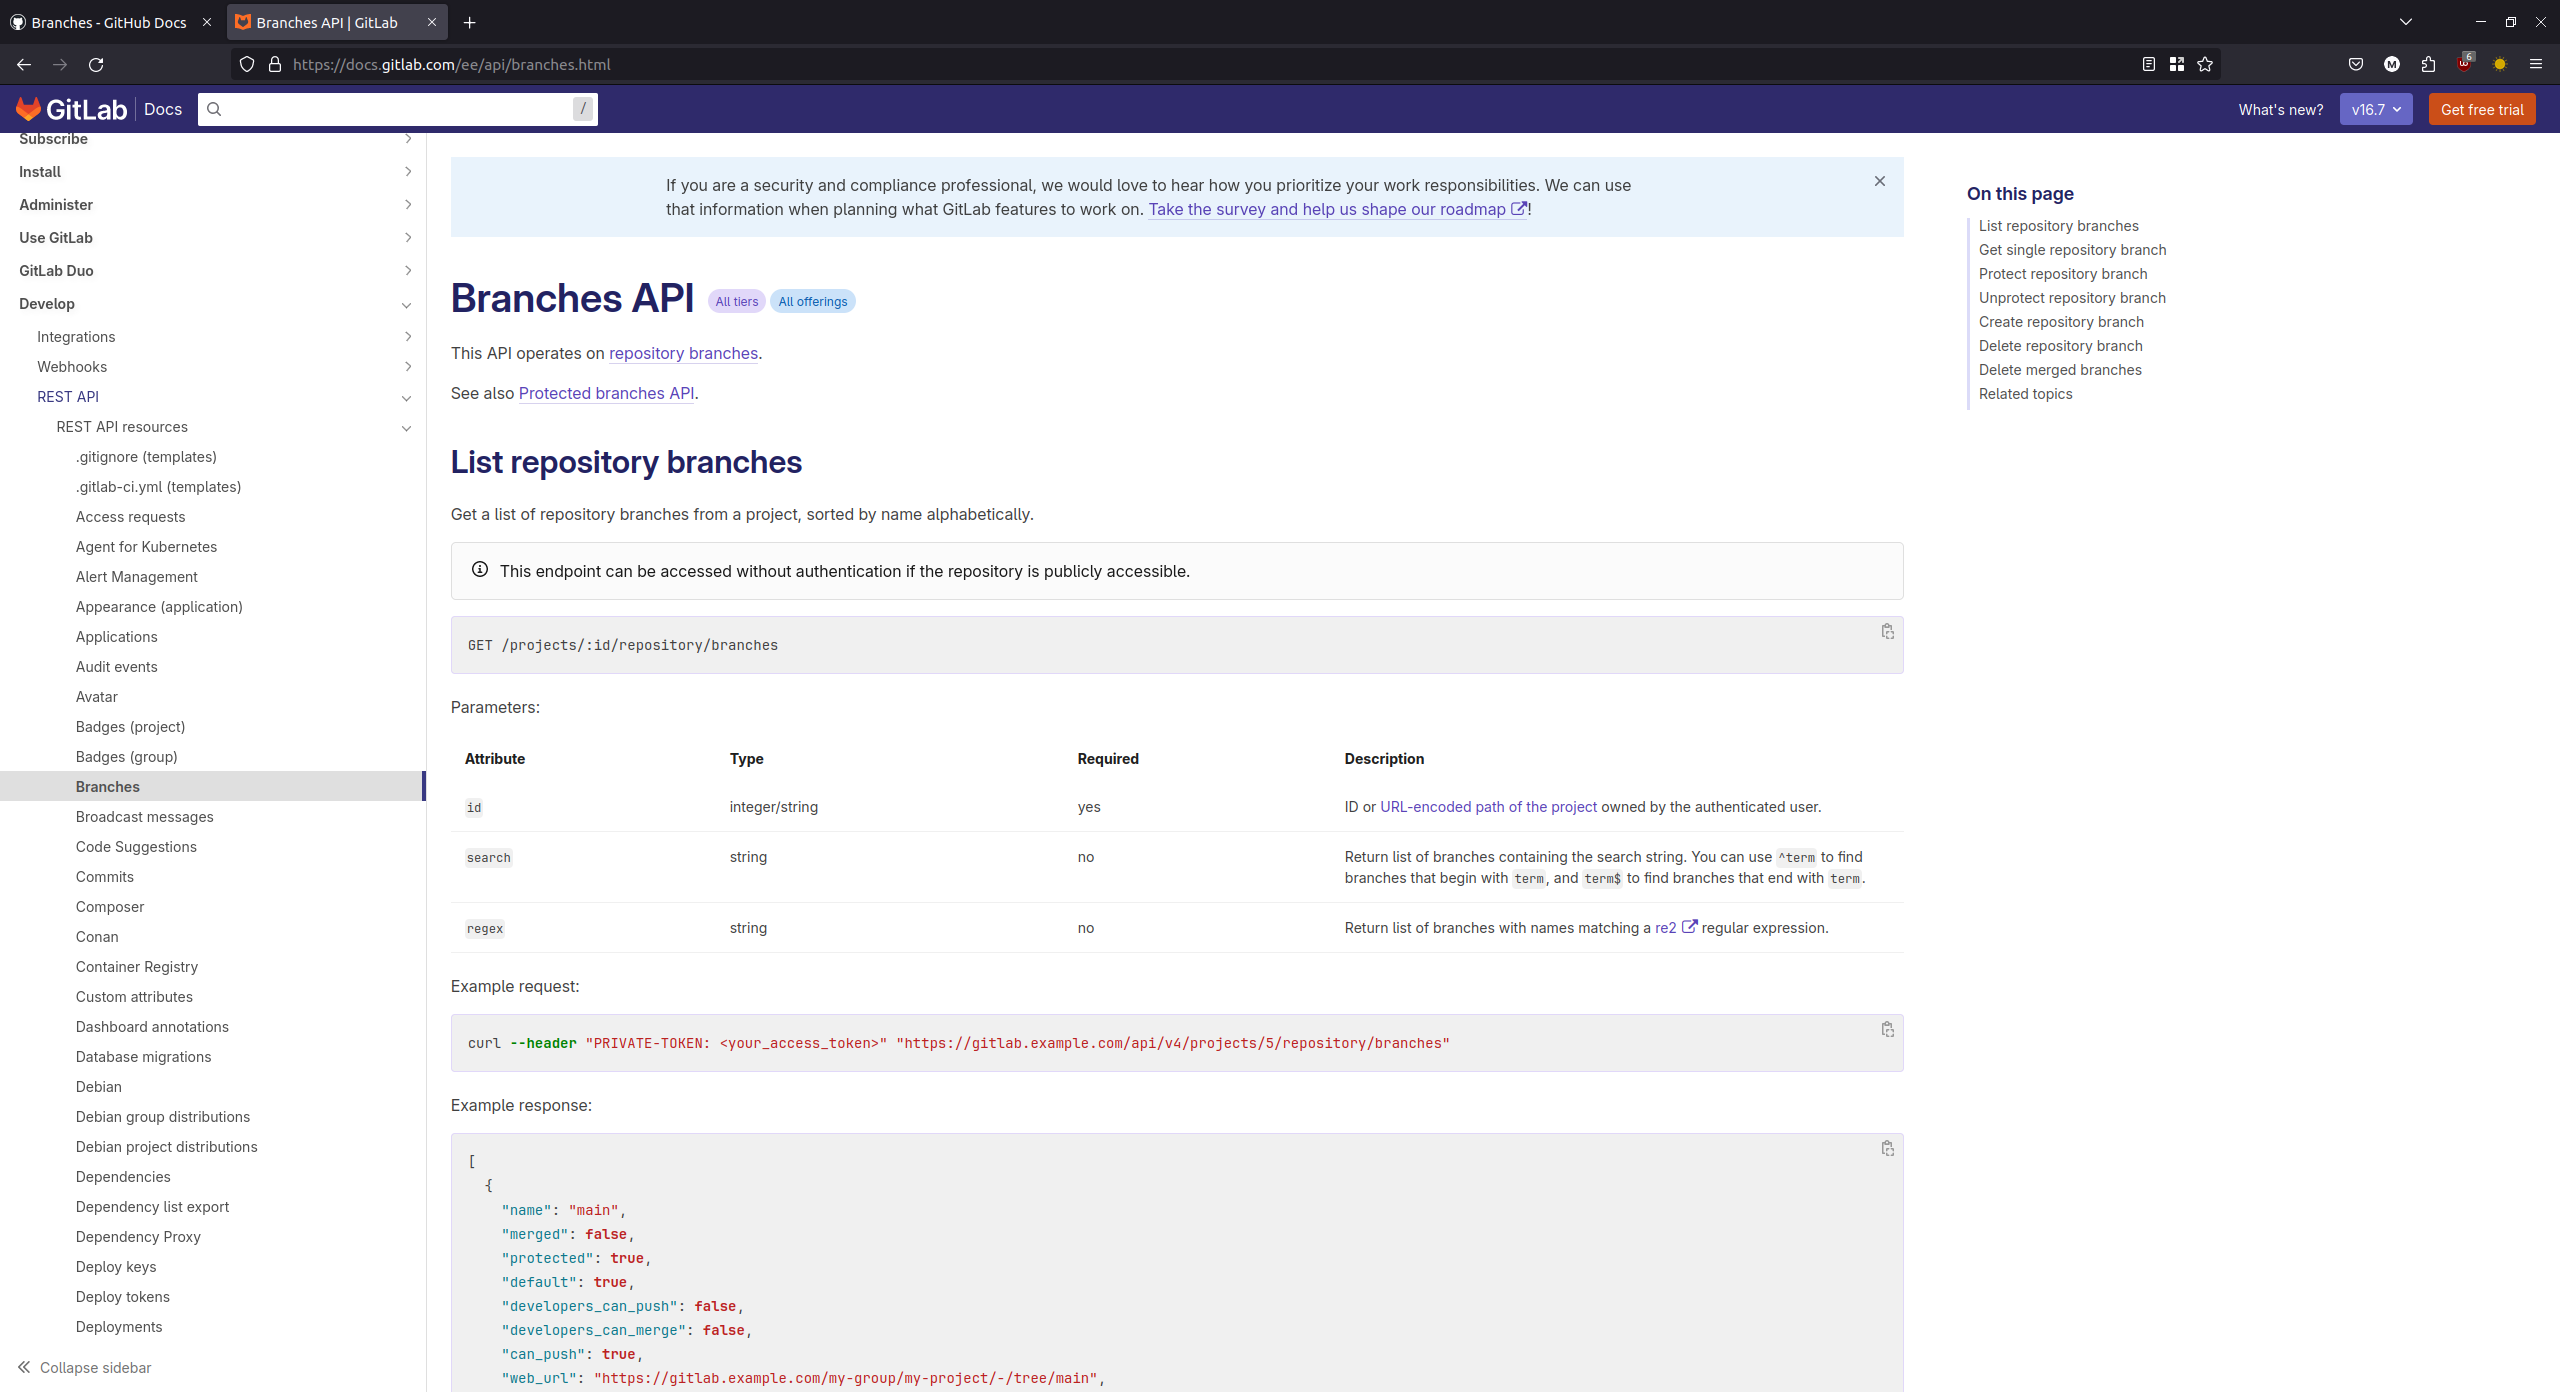 Branches - GitHub Docs
Branches API | GitLab
https://docs.gitlab.com/ee/api/branches.html
M
6
GitLab
Docs
/
What's new?
v16.7
Get free trial
Subscribe
Install
Administer
Use GitLab
GitLab Duo
Develop
Integrations
Webhooks
REST API
REST API resources
.gitignore (templates)
.gitlab-ci.yml (templates)
Access requests
Agent for Kubernetes
Alert Management
Appearance (application)
Applications
Audit events
Avatar
Badges (project)
Badges (group)
Branches
Broadcast messages
Code Suggestions
Commits
Composer
Conan
Container Registry
Custom attributes
Dashboard annotations
Database migrations
Debian
Debian group distributions
Debian project distributions
Dependencies
Dependency list export
Dependency Proxy
Deploy keys
Deploy tokens
Deployments
Collapse sidebar
If you are a security and compliance professional, we would love to hear how you prioritize your work responsibilities. We can use
that information when planning what GitLab features to work on. Take the survey and help us shape our roadmap !
Branches API All tiers All offerings
This API operates on repository branches.
See also Protected branches API.
List repository branches
Get a list of repository branches from a project, sorted by name alphabetically.
This endpoint can be accessed without authentication if the repository is publicly accessible.
GET /projects/:id/repository/branches
Parameters:
Attribute Type Required Description
id integer/string yes ID or URL-encoded path of the project owned by the authenticated user.
search string no Return list of branches containing the search string. You can use ^term to find
branches that begin with term, and term$ to find branches that end with term.
regex string no Return list of branches with names matching a re2 regular expression.
Example request:
curl --header "PRIVATE-TOKEN: <your_access_token>" "https://gitlab.example.com/api/v4/projects/5/repository/branches"
Example response:
[
{
"name": "main",
"merged": false,
"protected": true,
"default": true,
"developers_can_push": false,
"developers_can_merge": false,
"can_push": true,
"web_url": "https://gitlab.example.com/my-group/my-project/-/tree/main",
On this page
List repository branches
Get single repository branch
Protect repository branch
Unprotect repository branch
Create repository branch
Delete repository branch
Delete merged branches
Related topics